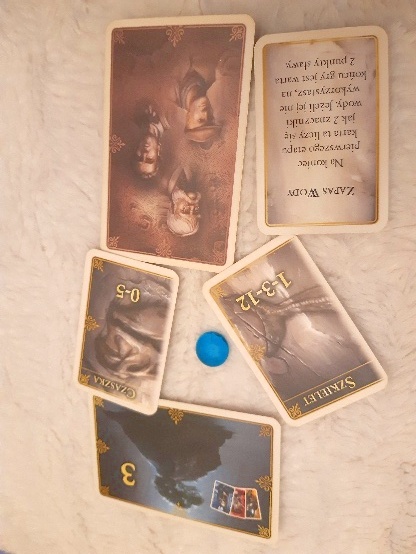 ZAPAS WODY
Na koniec
pierwszego etapu
karta ta liczy się
jak 2 znaczniki
wody. Jeżeli jej nie
wykorzystasz, na
końcu gry jest warta
2 punkty sławy.
CZASZKA
0-5
SZKIELET
1-3-12
3